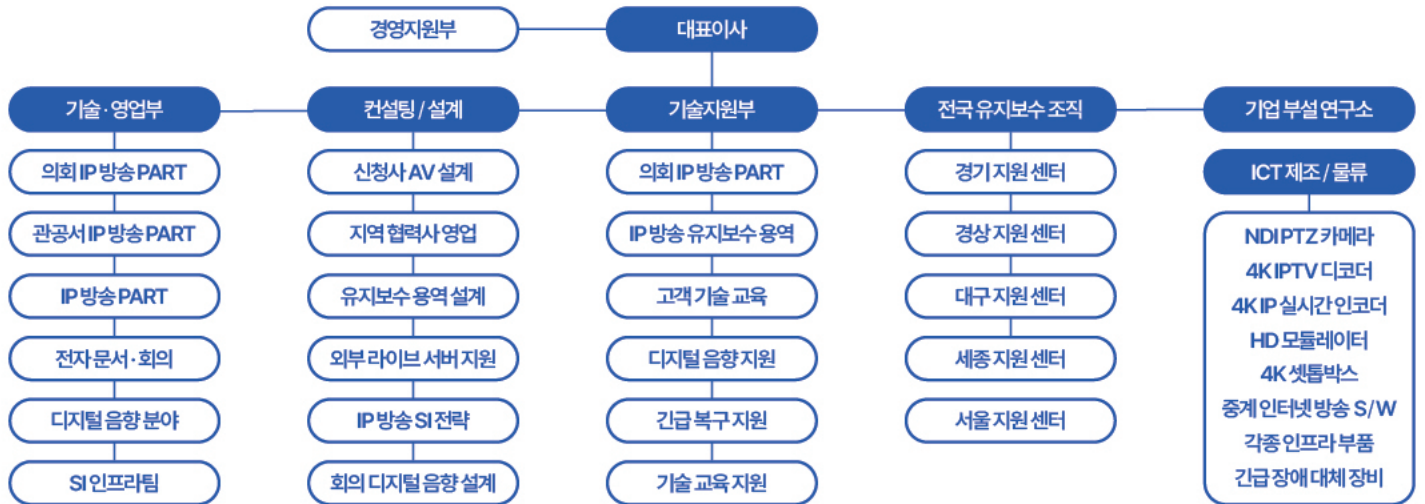 경영지원부
대표이사
기술·영업부
의회 IP 방송 PART
관공서 IP 방송 PART
IP 방송 PART
전자 문서·회의
디지털 음향 분야
SI 인프라팀
컨설팅 / 설계
신청사 AV 설계
지역 협력사 영업
유지보수 용역 설계
외부 라이브 서버 지원
IP 방송 SI 전략
회의 디지털 음향 설계
기술지원부
의회 IP 방송 PART
IP 방송 유지보수 용역
고객 기술 교육
디지털 음향 지원
긴급 복구 지원
기술 교육 지원
전국 유지보수 조직
경기 지원 센터
경상 지원 센터
대구 지원 센터
세종 지원 센터
서울 지원 센터
기업 부설 연구소
ICT 제조 / 물류
NDI PTZ 카메라
4K IPTV 디코더
4K IP 실시간 인코더
HD 모듈레이터
4K 셋톱박스
중계 인터넷 방송 S/W
각종 인프라 부품
긴급 장애 대체 장비